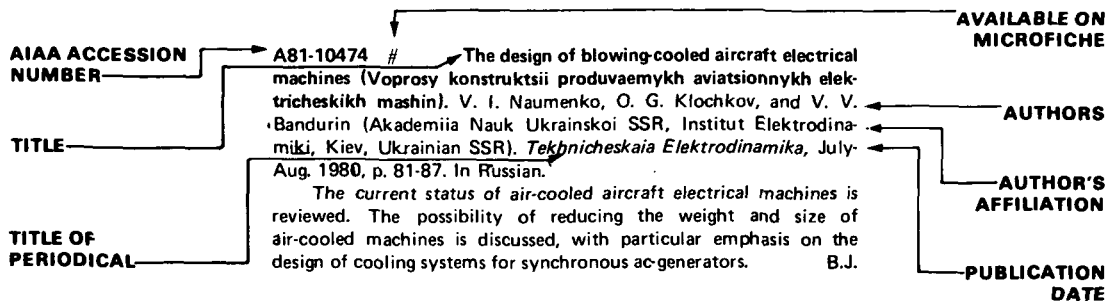 AVAILABLE ON
MICROFICHE
AIAA ACCESSION
NUMBER
A81-10474 #
The design of blowing-cooled aircraft electrical
machines (Voprosy konstruktsii produvaemykh aviatsionnykh elek-
tricheskikh mashin). V. I. Naumenko, O. G. Klochkov, and V. V.
Bandurin (Akademiia Nauk Ukrainskoi SSR, Institut Elektrodina-
miki, Kiev, Ukrainian SSR). Tekhnicheskaia Elektrodinamika, July-
Aug. 1980, p. 81-87. In Russian.
AUTHORS
TITLE
The current status of air-cooled aircraft electrical machines is
reviewed. The possibility of reducing the weight and size of
air-cooled machines is discussed, with particular emphasis on the
design of cooling systems for synchronous ac-generators. B.J.
AUTHOR'S
AFFILIATION
TITLE OF
PERIODICAL
PUBLICATION
DATE